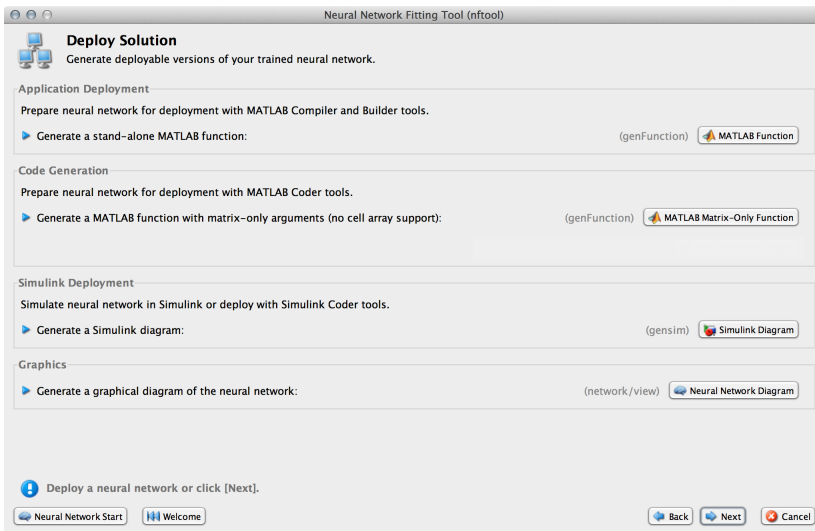 Neural Network Fitting Tool (nftool)
Deploy Solution
Generate deployable versions of your trained neural network.
Application Deployment
Prepare neural network for deployment with MATLAB Compiler and Builder tools.
Generate a stand-alone MATLAB function: (genFunction) MATLAB Function
Code Generation
Prepare neural network for deployment with MATLAB Coder tools.
Generate a MATLAB function with matrix-only arguments (no cell array support): (genFunction) MATLAB Matrix-Only Function
Simulink Deployment
Simulate neural network in Simulink or deploy with Simulink Coder tools.
Generate a Simulink diagram: (gensim) Simulink Diagram
Graphics
Generate a graphical diagram of the neural network: (network/view) Neural Network Diagram
Deploy a neural network or click [Next].
Neural Network Start Welcome Back Next Cancel